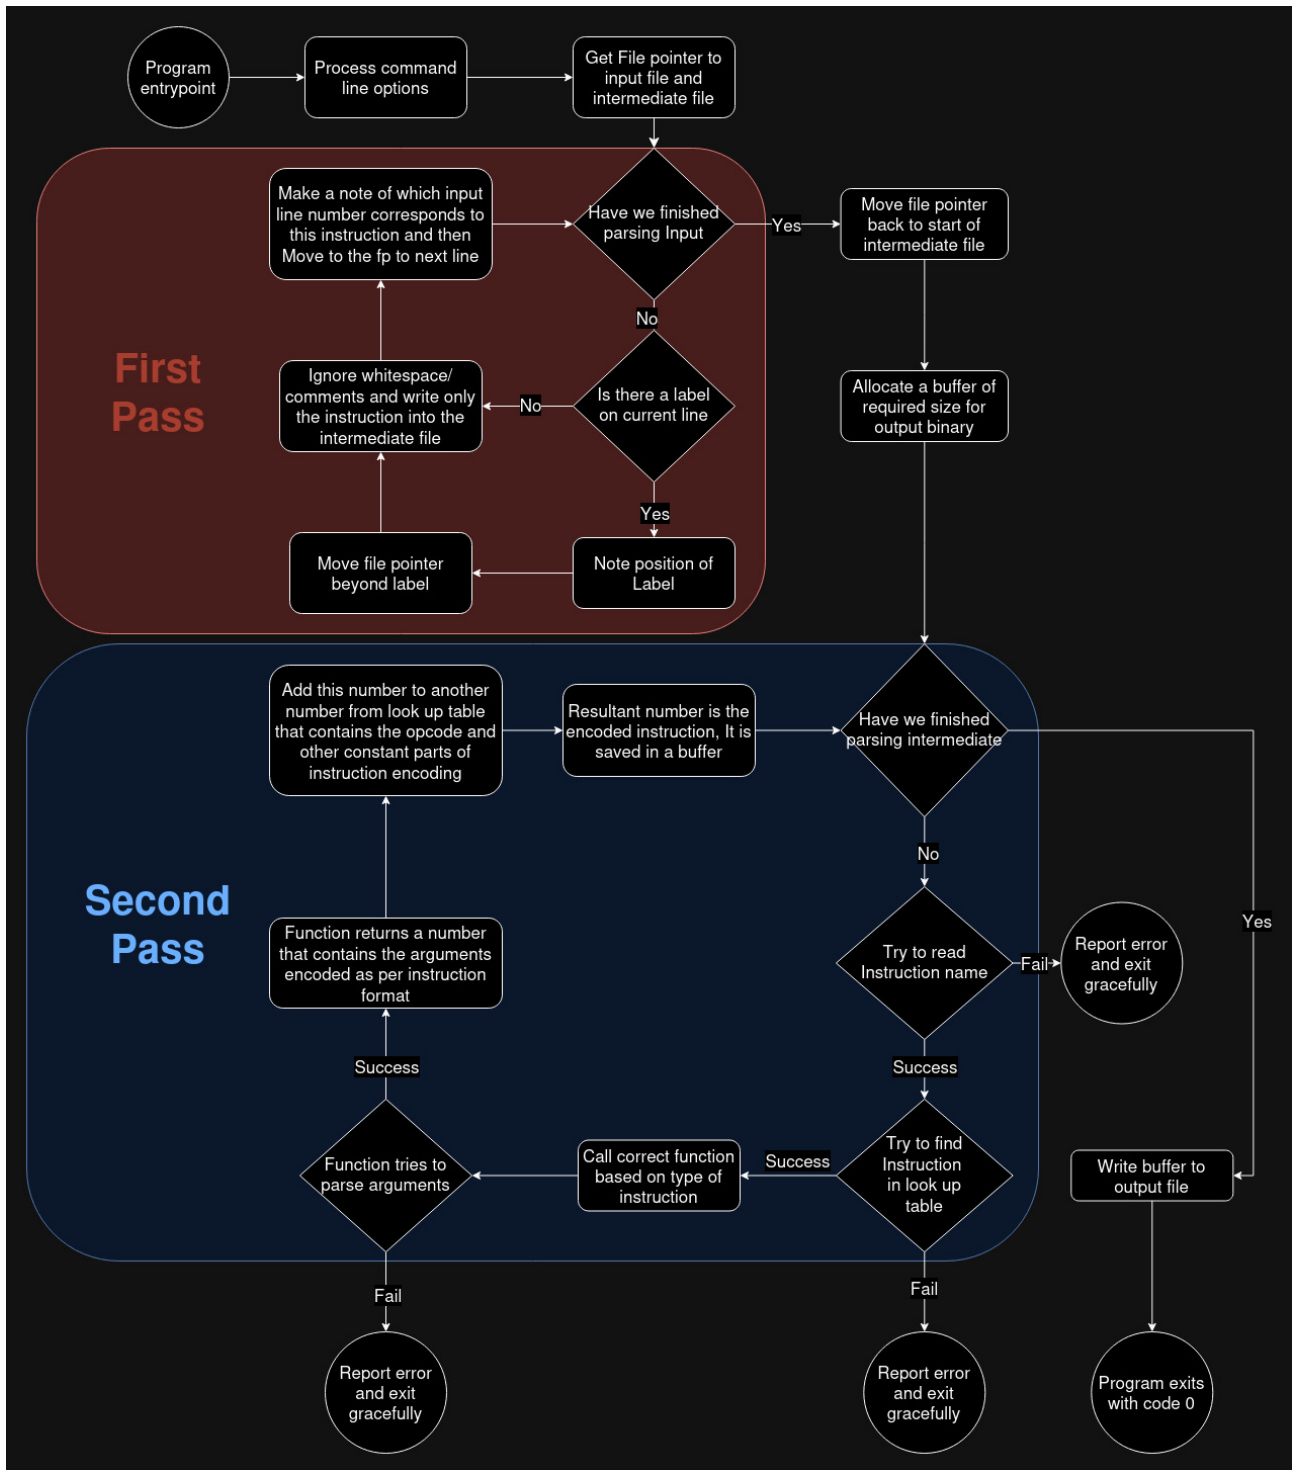 Program
entrypoint
Process command
line options
Get File pointer to
input file and
intermediate file
Make a note of which input
line number corresponds to
this instruction and then
Move to the fp to next line
Have we finished
parsing Input
Yes
Move file pointer
back to start of
intermediate file
No
First
Pass
Ignore whitespace/
comments and write only
the instruction into the
intermediate file
No
Is there a label
on current line
Allocate a buffer of
required size for
output binary
Yes
Move file pointer
beyond label
Note position of
Label
Add this number to another
number from look up table
that contains the opcode and
other constant parts of
instruction encoding
Resultant number is the
encoded instruction, It is
saved in a buffer
Have we finished
parsing intermediate
No
Second
Pass
Function returns a number
that contains the arguments
encoded as per instruction
format
Try to read
Instruction name
Fail
Report error
and exit
gracefully
Yes
Success
Success
Function tries to
parse arguments
Call correct function
based on type of
instruction
Success
Try to find
Instruction
in look up
table
Write buffer to
output file
Fail
Fail
Report error
and exit
gracefully
Report error
and exit
gracefully
Program exits
with code 0